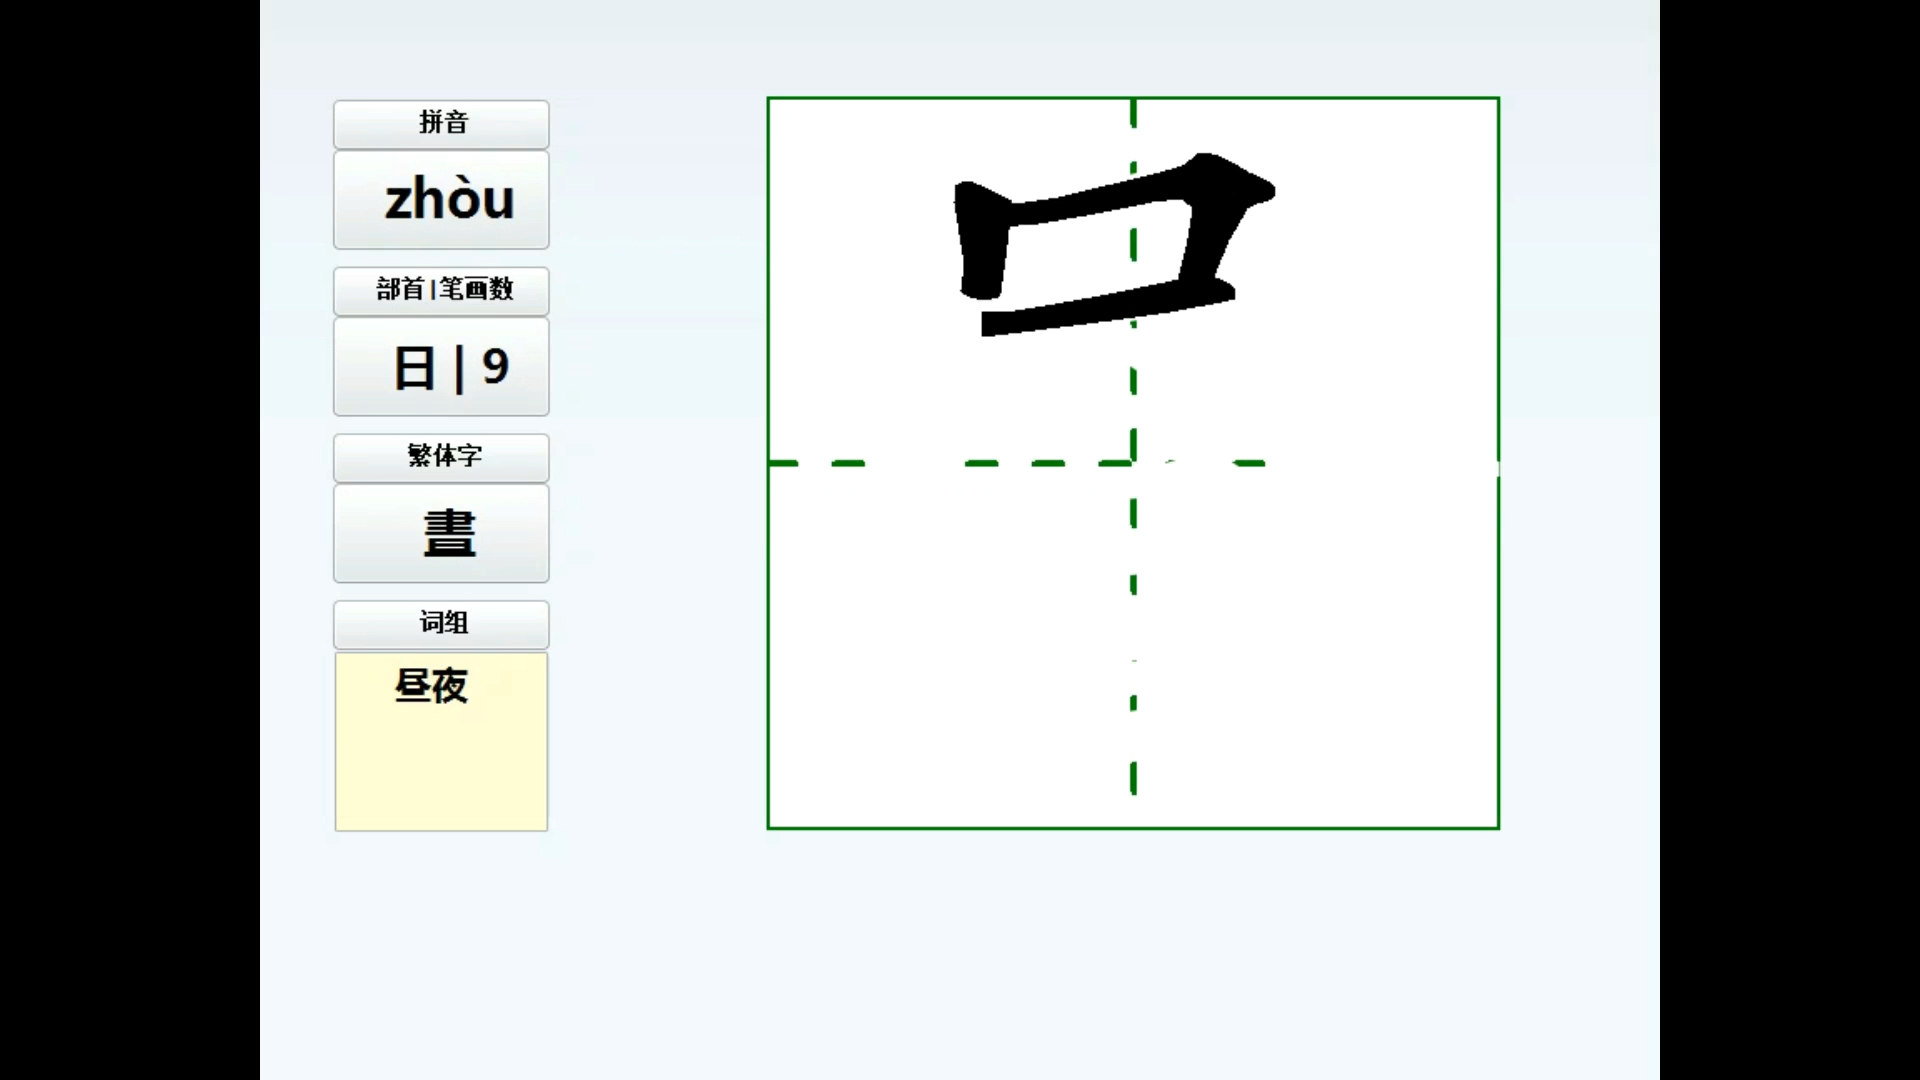 拼音
zhòu
部首|笔画数
日 | 9
繁体字
晝
词组
昼夜